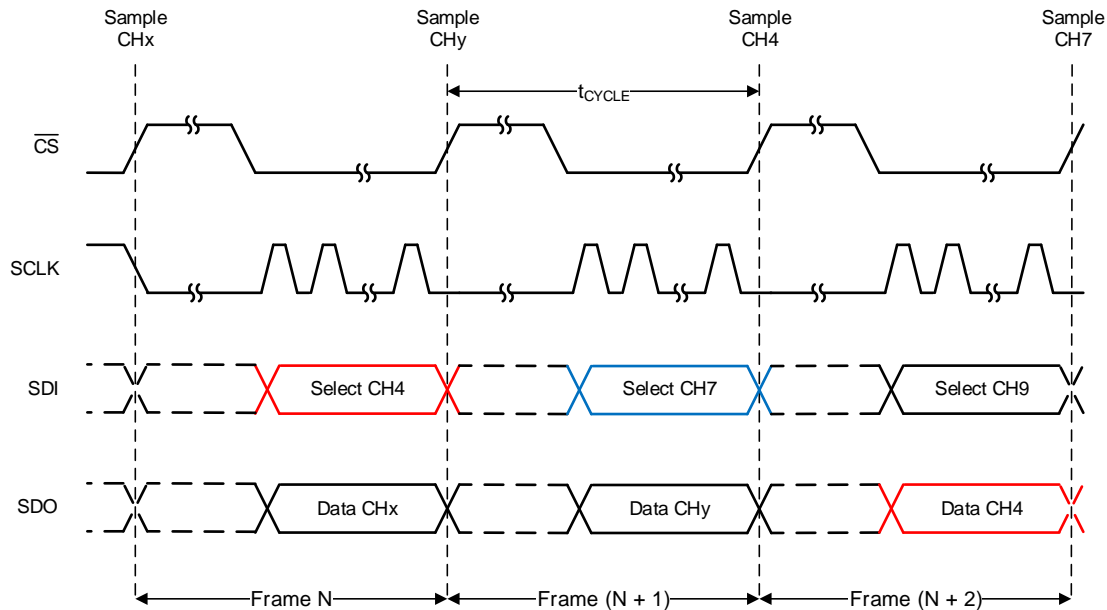 Sample
CHx
Sample
CHy
Sample
CH4
Sample
CH7
tCYCLE
CS
SCLK
SDI
Select CH4
Select CH7
Select CH9
SDO
Data CHx
Data CHy
Data CH4
Frame N
Frame (N + 1)
Frame (N + 2)